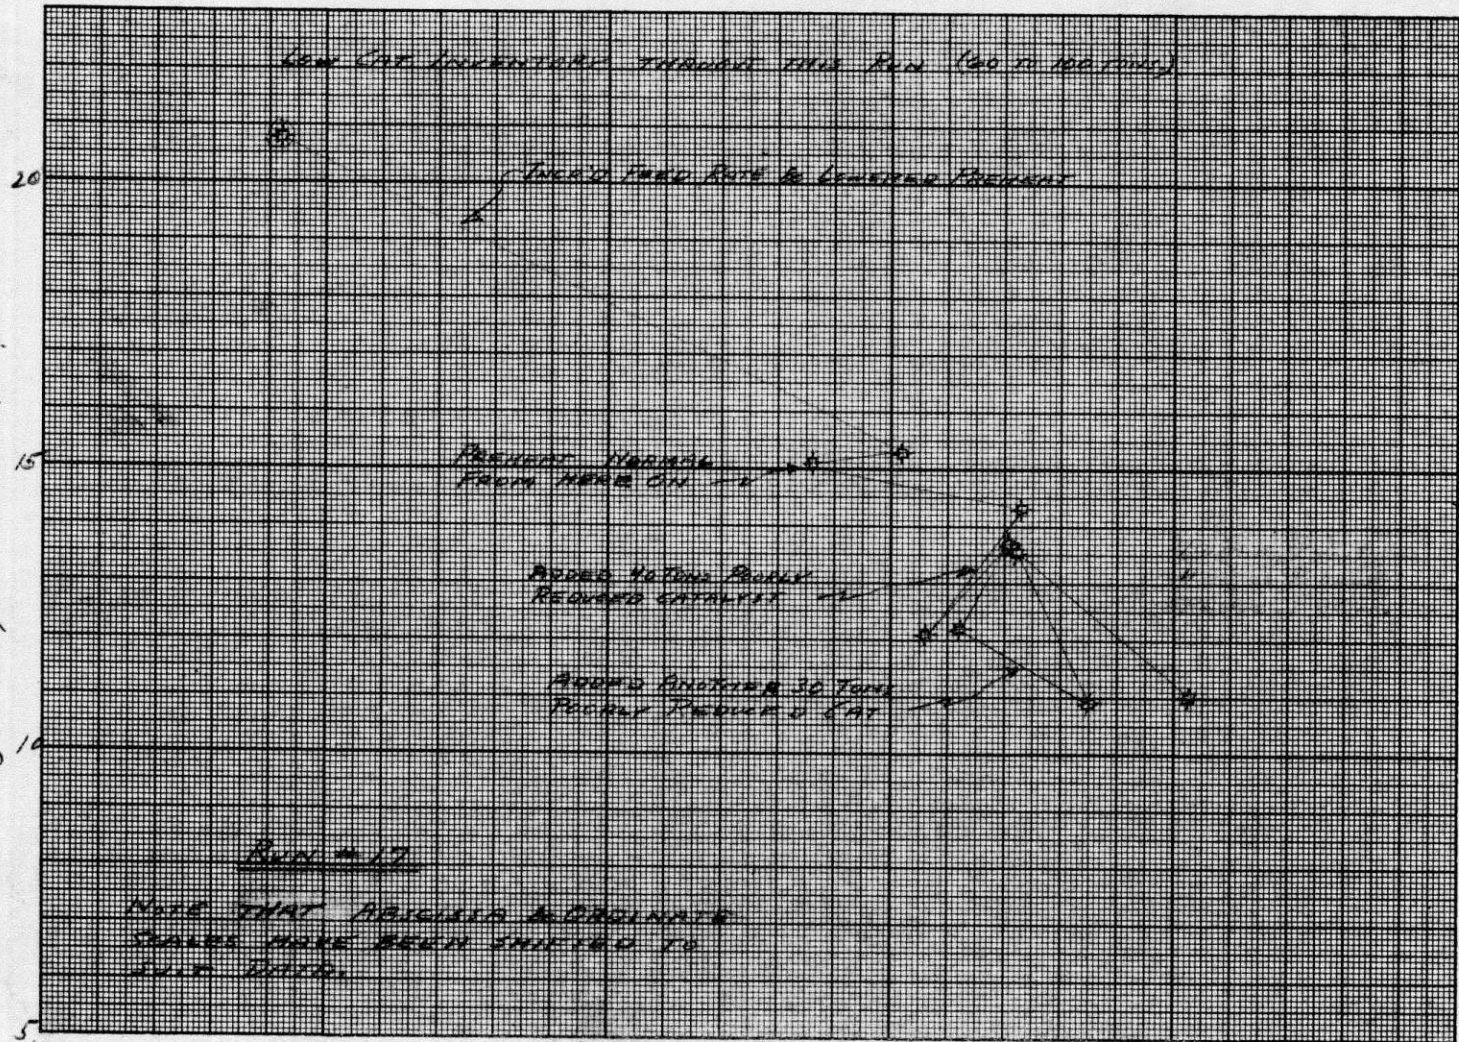 LOW CAT INVENTORY THRUOUT THIS RUN (60 TO 100 TONS)
20
INCR'D FEED RATE & LOWERED PREHEAT
15
PREHEAT NORMAL
FROM HERE ON
ADDED 40 TONS POORLY
REDUCED CATALYST
ADDED ANOTHER 30 TONS
POORLY REDUCED CAT
10
RUN #17
NOTE THAT ABSCISSA & ORDINATE
SCALES HAVE BEEN SHIFTED TO
SUIT DATA.
5